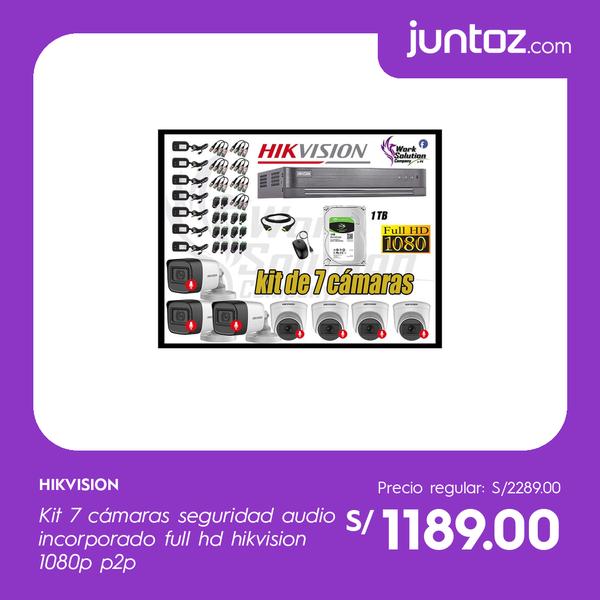 juntoz.com
HIKVISION
Work
Solution
Company
1 TB
Full HD
1080
kit de 7 cámaras
HIKVISION
Precio regular: S/2289.00
Kit 7 cámaras seguridad audio
incorporado full hd hikvision
1080p p2p
S/ 1189.00